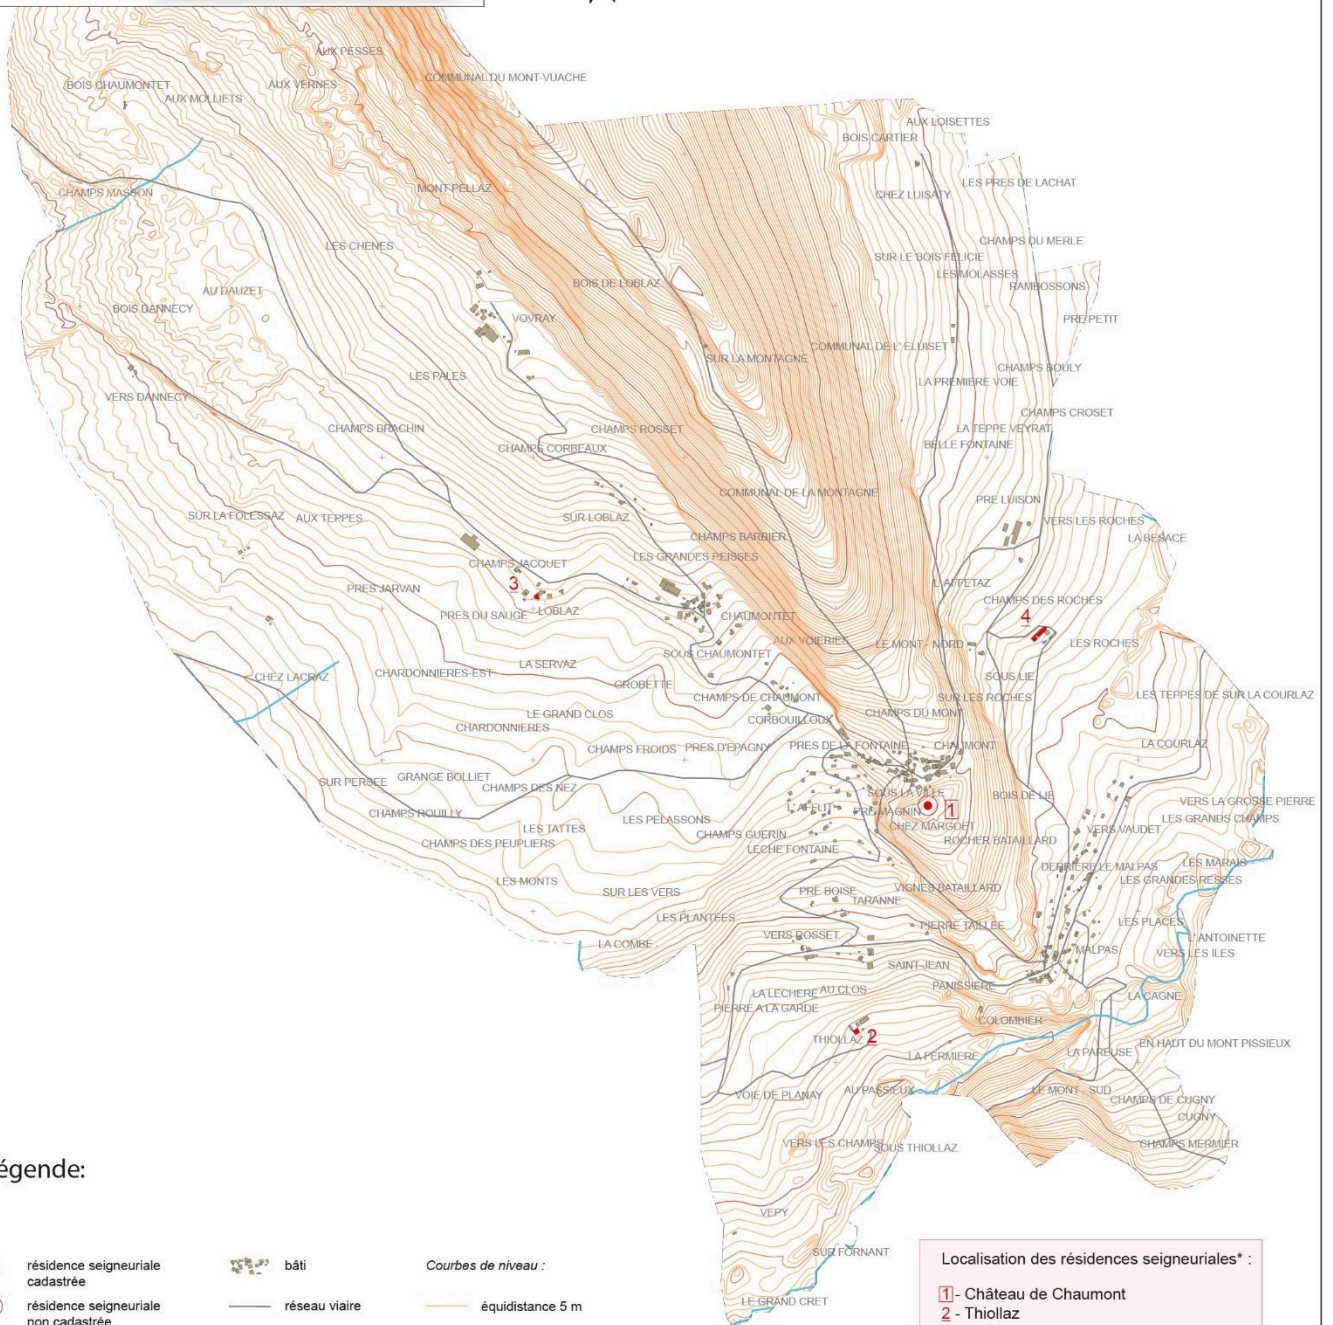 AUX PESSES
COMMUNAL DU MONT-VUACHE
BOIS CHAUMONTET
AUX VERNES
AUX MOLLIETS
AUX LOISETTES
BOIS CARTIER
CHAMPS MASSON
MONT PELLAZ
CHEZ LUISATY
LES PRES DE LACHAT
LES CHENES
CHAMPS DU MERLE
SUR LE BOIS FELICIE
LES MOLASSES
BOIS DE LOBLAZ
RAMBOSSONS
AU DAUZET
BOIS DANNECY
VOVRAY
PRE PETIT
COMMUNAL DE L' ELUISET
SUR LA MONTAGNE
CHAMPS BOULY
LES PALES
LA PREMIERE VOIE
VERS DANNECY
CHAMPS CROSET
CHAMPS BRACHIN
CHAMPS ROSSET
LA TEPPE VEYRAT
CHAMPS CORBEAUX
BELLE FONTAINE
COMMUNAL DE LA MONTAGNE
PRE LUISON
SUR LA FOLESSAZ
AUX TEPPES
SUR LOBLAZ
VERS LES ROCHES
LA BESACE
CHAMPS BARBIER
LES GRANDES REISSES
CHAMPS JACQUET
3
L' AFFETAZ
PRES JARVAN
CHAMPS DES ROCHES
PRES DU SAUGE
LOBLAZ
CHAUMONTET
4
AUX VOIERIES
LE MONT - NORD
LES ROCHES
SOUS CHAUMONTET
LA SERVAZ
CHEZ LACRAZ
CHARDONNIERES-EST
SOUS LIE
GROBETTE
CHAMPS DE CHAUMONT
SUR LES ROCHES
LES TEPPES DE SUR LA COURLAZ
LE GRAND CLOS
CHAMPS DU MONT
CORBOUILLOUX
CHARDONNIERES
CHAMPS FROIDS
PRES D'EPAGNY
PRES DE LA FONTAINE
CHAUMONT
LA COURLAZ
GRANGE BOLLIET
SUR PERSEE
CHAMPS DES NEZ
SOUS LA VILLE
BOIS DE LIE
VERS LA GROSSE PIERRE
L' AFFLIT
PRE MAGNIN
1
CHAMPS ROUILLY
LES PELASSONS
LES GRANDS CHAMPS
LES TATTES
CHEZ MARGOET
VERS VAUDET
CHAMPS GUERIN
CHAMPS DES PEUPLIERS
LECHE FONTAINE
ROCHER BATAILLARD
LES MARAIS
DERRIERE LE MALPAS
LES MONTS
VIGNES BATAILLARD
LES GRANDES RESSES
SUR LES VERS
PRE BOISE
TARANNE
LES PLANTEES
PIERRE TAILLEE
LES PLACES
VERS ROSSET
L' ANTOINETTE
LA COMBE
MALPAS
VERS LES ILES
SAINT-JEAN
PANISSIERE
LA LECHERE
AU CLOS
LA CAGNE
PIERRE A LA GARDE
COLOMBIER
THIOLLAZ
2
EN HAUT DU MONT PISSIEUX
LA FERMIERE
LA PAREUSE
VOIE DE PLANAY
AU PASSIEUX
LE MONT - SUD
CHAMPS DE CUGNY
CUGNY
VERS LES CHAMPS
SOUS THIOLLAZ
CHAMPS MERMIER
VEPY
SUR FORNANT
LE GRAND CRET
égende:
résidence seigneuriale
cadastrée
bâti
Courbes de niveau :
résidence seigneuriale
non cadastrée
réseau viaire
équidistance 5 m
Localisation des résidences seigneuriales* :
1 - Château de Chaumont
2 - Thiollaz